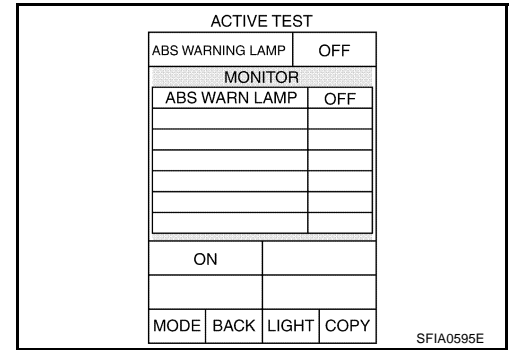 ACTIVE TEST
ABS WARNING LAMP OFF
MONITOR
ABS WARN LAMP OFF
ON
MODE BACK LIGHT COPY
SFIA0595E